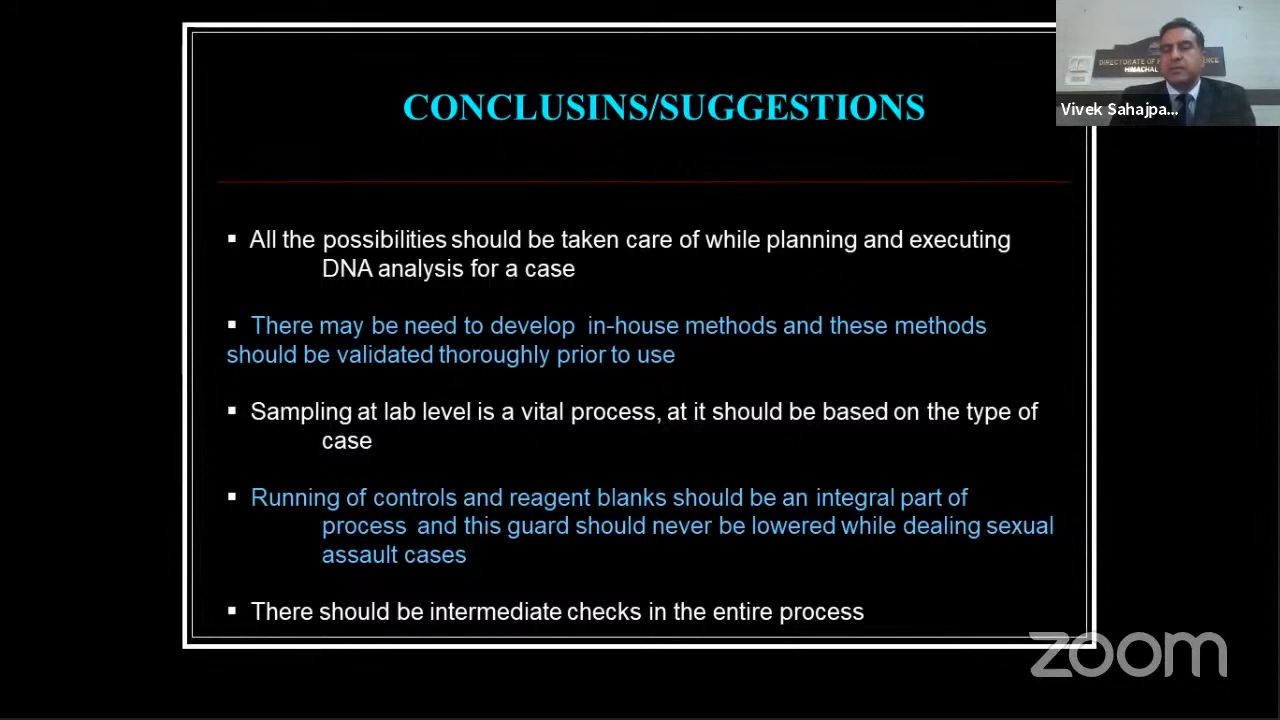 CONCLUSINS/SUGGESTIONS
▪ All the possibilities should be taken care of while planning and executing
DNA analysis for a case
▪ There may be need to develop in-house methods and these methods
should be validated thoroughly prior to use
▪ Sampling at lab level is a vital process, at it should be based on the type of
case
▪ Running of controls and reagent blanks should be an integral part of
process and this guard should never be lowered while dealing sexual
assault cases
▪ There should be intermediate checks in the entire process
DIRECTORATE OF
HIMACHAL
Vivek Sahajpa...
zoom